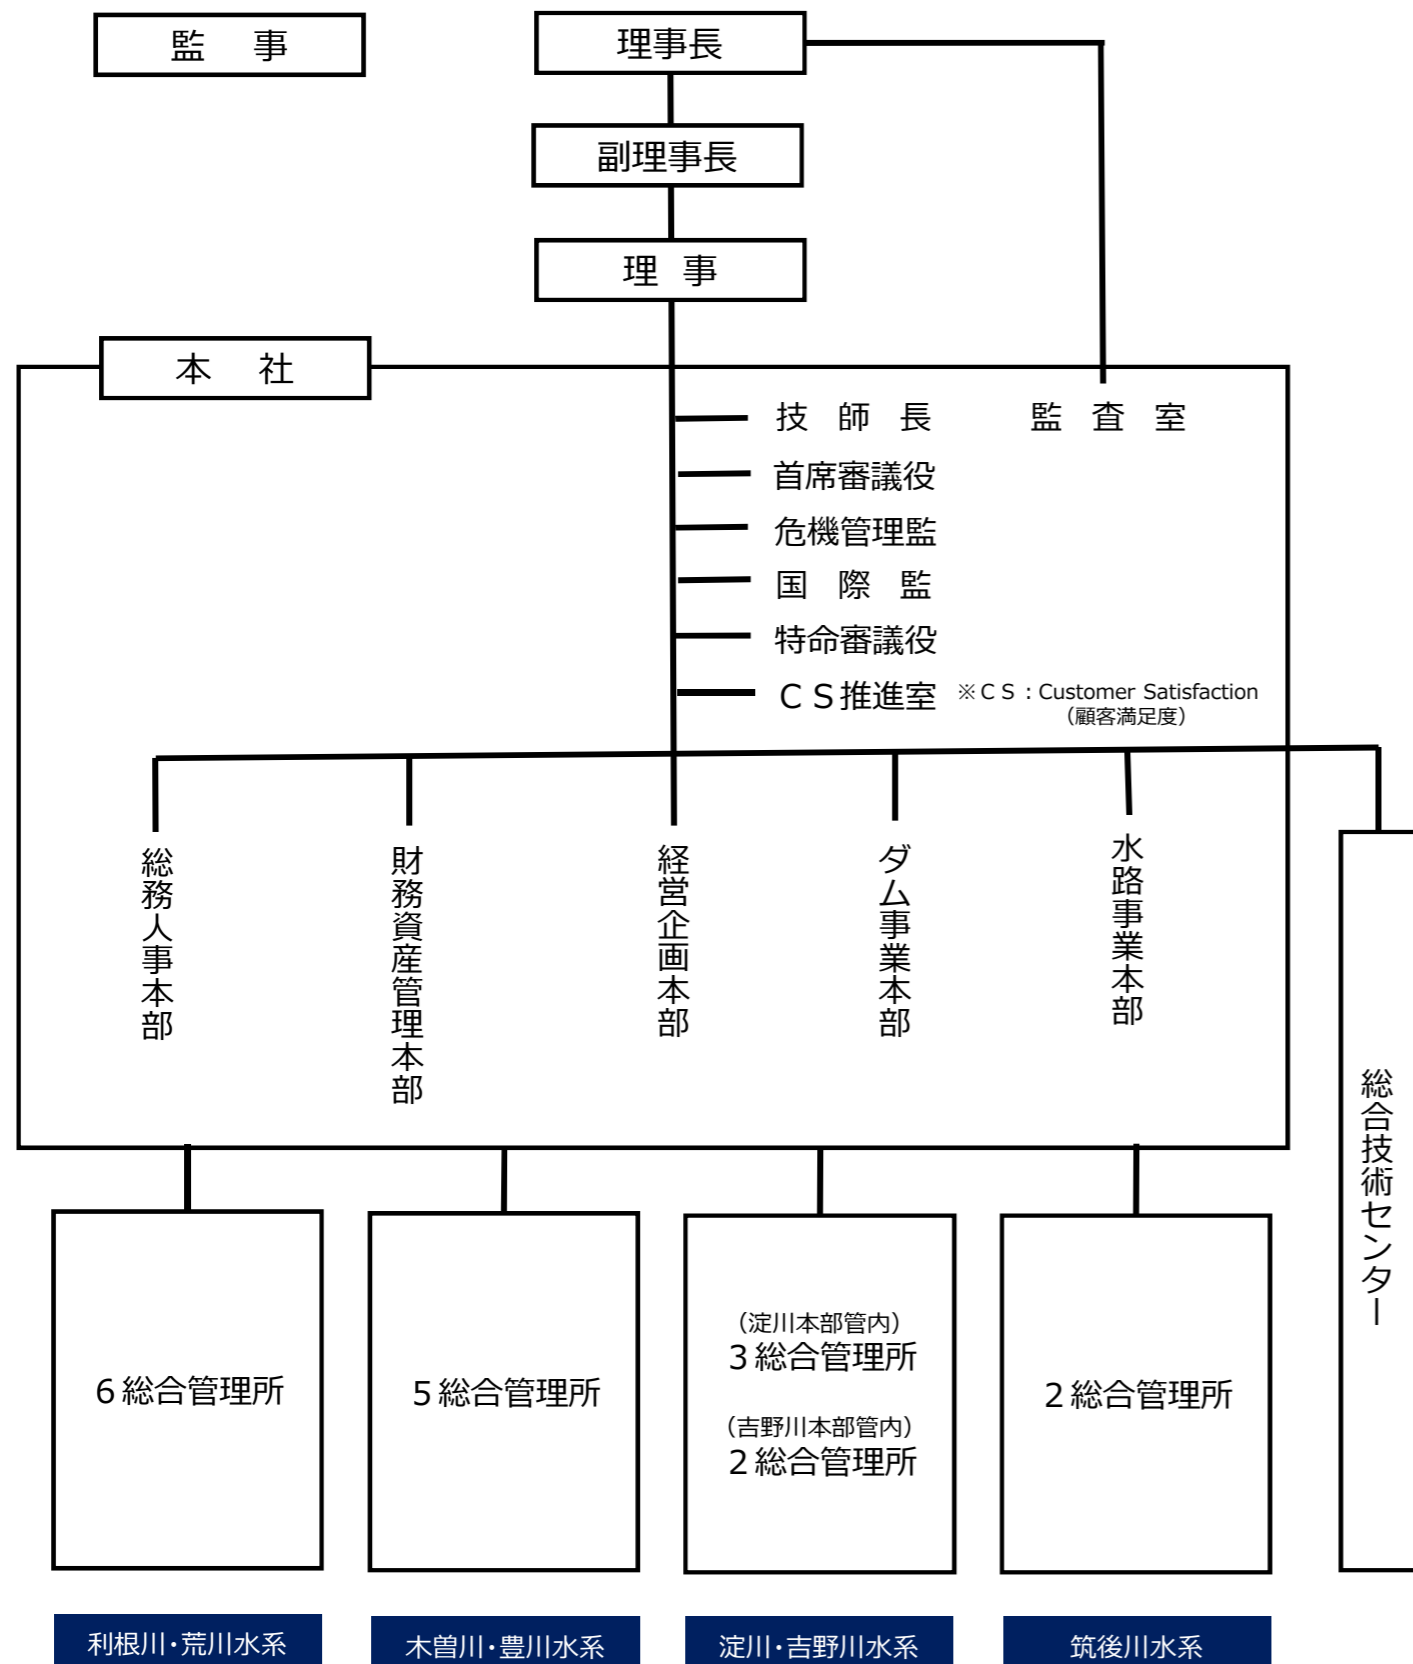 監　事
理事長
副理事長
理 事
本　社
技　師　長
監　査　室
首席審議役
危機管理監
国　際　監
特命審議役
ＣＳ推進室
※ＣＳ：Customer Satisfaction
（顧客満足度）
総務人事本部
財務資産管理本部
経営企画本部
ダム事業本部
水路事業本部
総合技術センター
６総合管理所
５総合管理所
（淀川本部管内）
３総合管理所
（吉野川本部管内）
２総合管理所
２総合管理所
利根川・荒川水系
木曽川・豊川水系
淀川・吉野川水系
筑後川水系